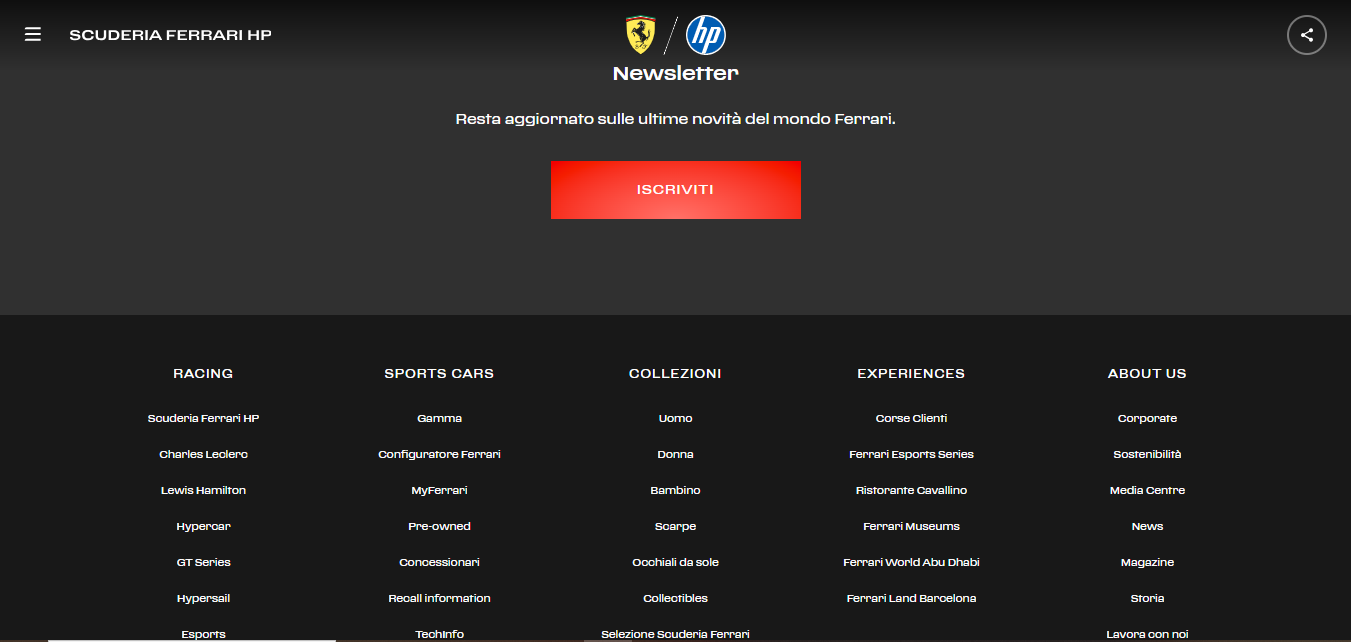 SCUDERIA FERRARI HP
hp
Newsletter
Resta aggiornato sulle ultime novità del mondo Ferrari.
ISCRIVITI
RACING SPORTS CARS COLLEZIONI EXPERIENCES ABOUT US
Scuderia Ferrari HP Gamma Uomo Corse Clienti Corporate
Charles Leclerc Configuratore Ferrari Donna Ferrari Esports Series Sostenibilità
Lewis Hamilton MyFerrari Bambino Ristorante Cavallino Media Centre
Hypercar Pre-owned Scarpe Ferrari Museums News
GT Series Concessionari Occhiali da sole Ferrari World Abu Dhabi Magazine
Hypersail Recall information Collectibles Ferrari Land Barcelona Storia
Esports TechInfo Selezione Scuderia Ferrari Lavora con noi